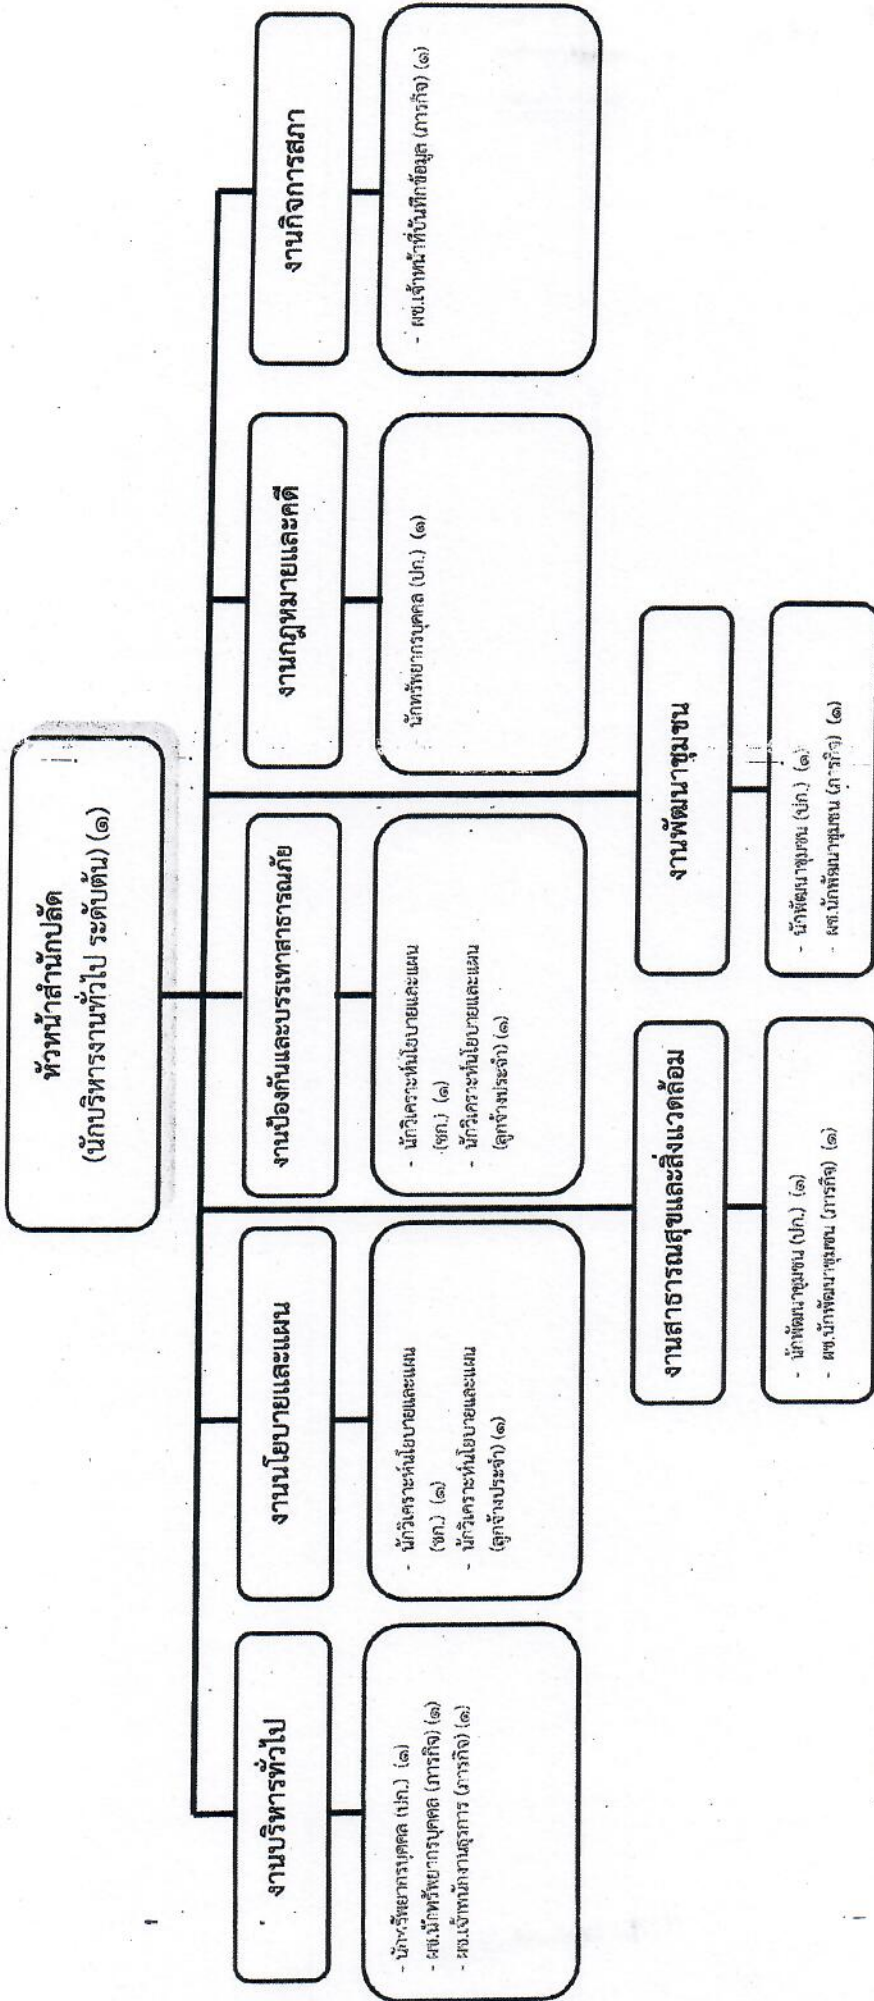 หัวหน้าสำนักปลัด
(นักบริหารงานทั่วไป ระดับต้น) (๑)
งานบริหารทั่วไป
- นักทรัพยากรบุคคล (ปก.) (๑)
- ผช.นักทรัพยากรบุคคล (ภารกิจ) (๑)
- ผช.เจ้าพนักงานธุรการ (ภารกิจ) (๑)
งานนโยบายและแผน
- นักวิเคราะห์นโยบายและแผน
(ชก.) (๑)
- นักวิเคราะห์นโยบายและแผน
(ลูกจ้างประจำ) (๑)
งานป้องกันและบรรเทาสาธารณภัย
- นักวิเคราะห์นโยบายและแผน
(ชก.) (๑)
- นักวิเคราะห์นโยบายและแผน
(ลูกจ้างประจำ) (๑)
งานกฎหมายและคดี
นักทรัพยากรบุคคล (ปก.) (๑)
งานกิจการสภา
- ผช.เจ้าหน้าที่บันทึกข้อมูล (ภารกิจ) (๑)
งานสาธารณสุขและสิ่งแวดล้อม
- นักพัฒนาชุมชน (ปก.) (๑)
- ผช.นักพัฒนาชุมชน (ภารกิจ) (๑)
งานพัฒนาชุมชน
- นักพัฒนาชุมชน (ปก.) (๑)
- ผช.นักพัฒนาชุมชน (ภารกิจ) (๑)